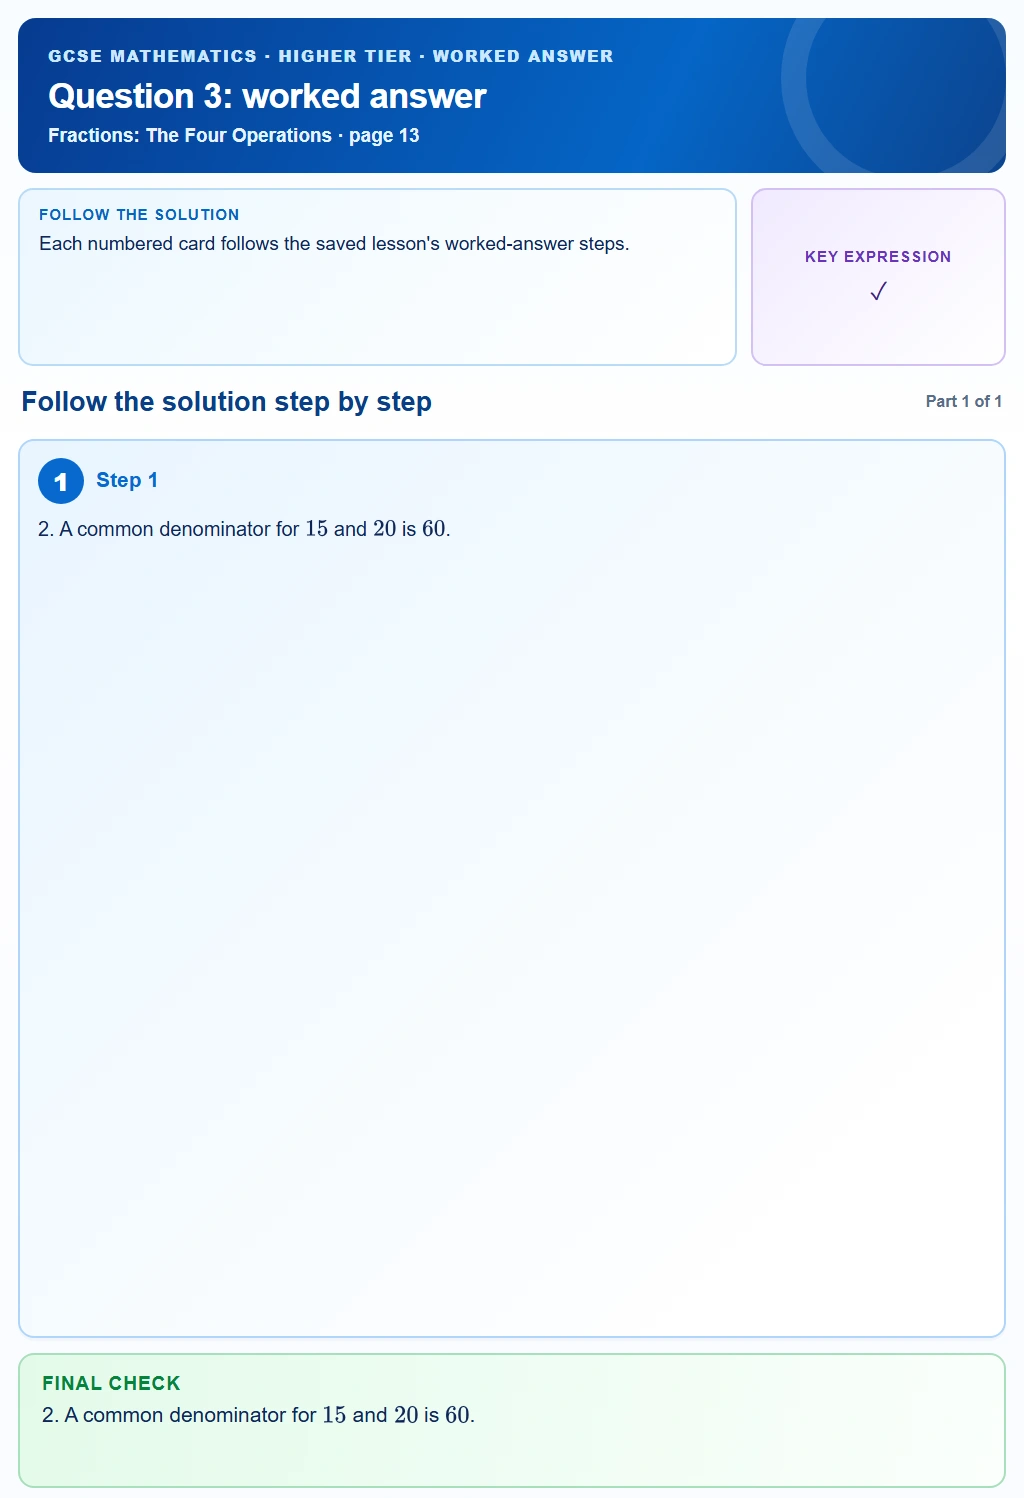 GCSE MATHEMATICS · HIGHER TIER · WORKED ANSWER
Question 3: worked answer
Fractions: The Four Operations · page 13
FOLLOW THE SOLUTION
Each numbered card follows the saved lesson's worked-answer steps.
KEY EXPRESSION
✓
Follow the solution step by step
Part 1 of 1
1 Step 1
2. A common denominator for 15 and 20 is 60.
FINAL CHECK
2. A common denominator for 15 and 20 is 60.